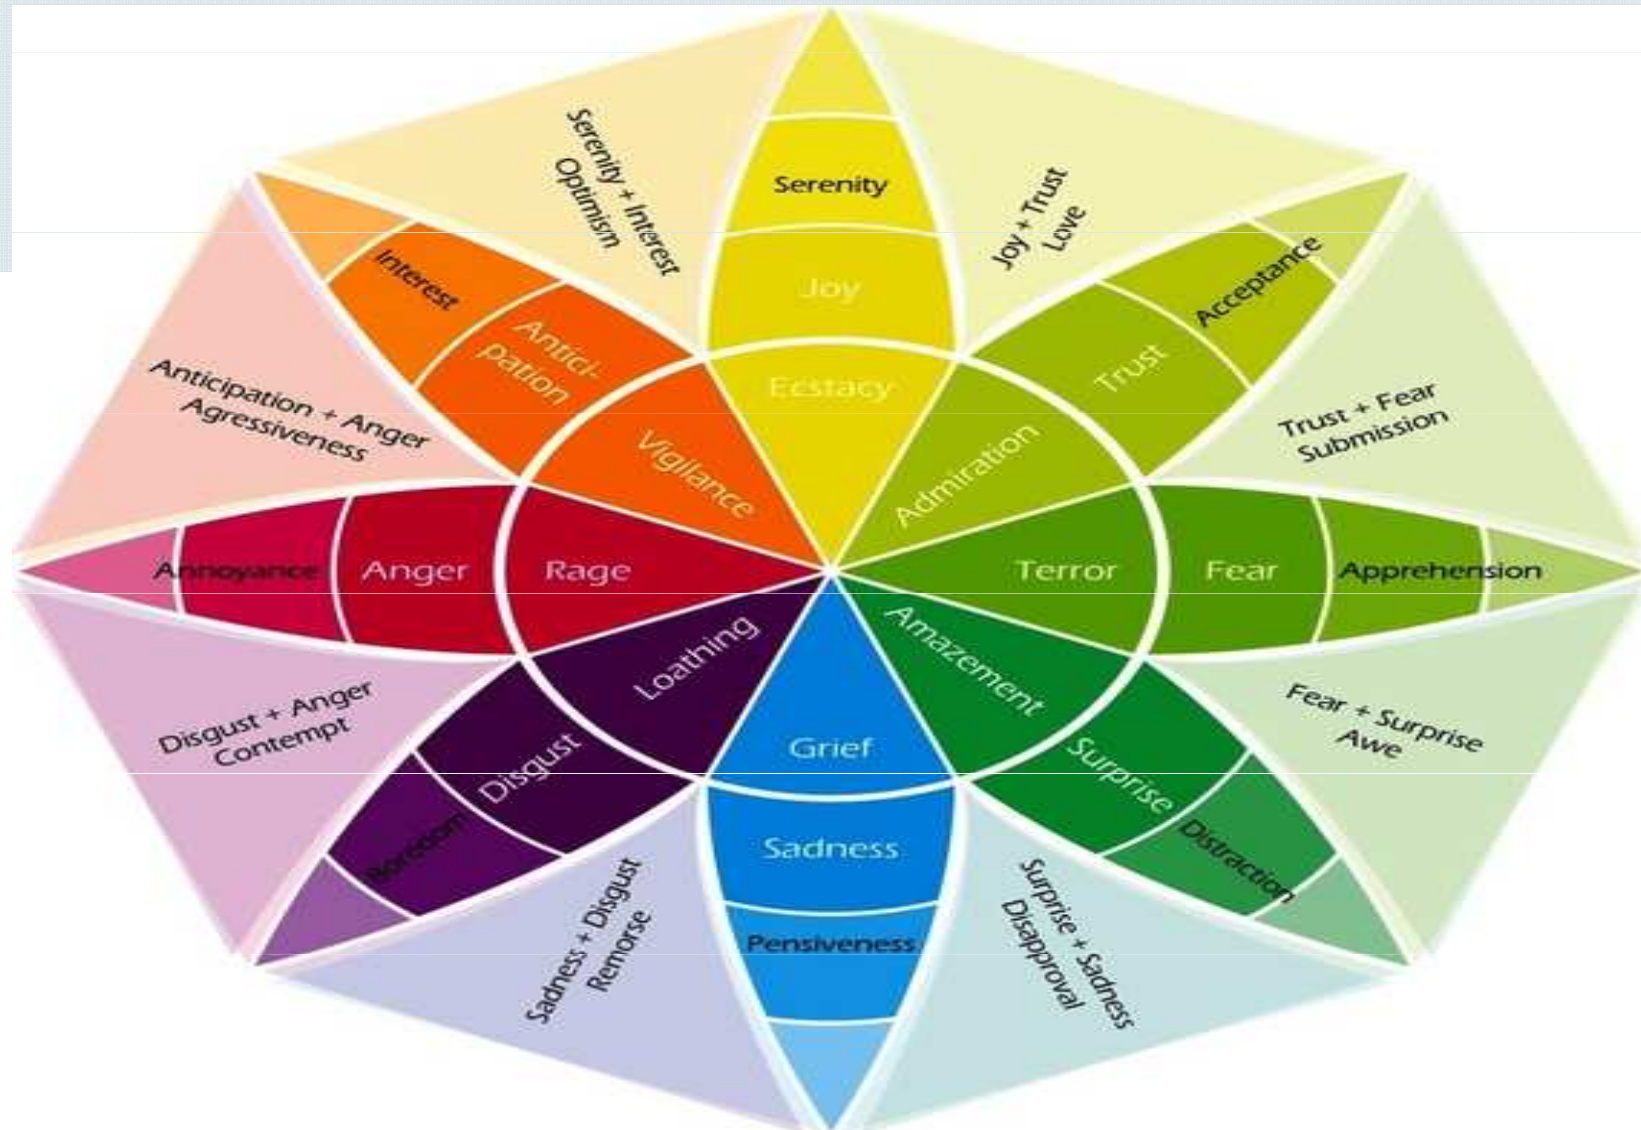 Serenity + Interest
Optimism
Serenity
Joy
Ecstacy
Joy + Trust
Love
Interest
Antici-
pation
Vigilance
Acceptance
Trust
Admiration
Anticipation + Anger
Agressiveness
Trust + Fear
Submission
Annoyance
Anger
Rage
Terror
Fear
Apprehension
Disgust + Anger
Contempt
Loathing
Disgust
Boredom
Amazement
Surprise
Distraction
Fear + Surprise
Awe
Grief
Sadness
Pensiveness
Sadness + Disgust
Remorse
Surprise + Sadness
Disapproval